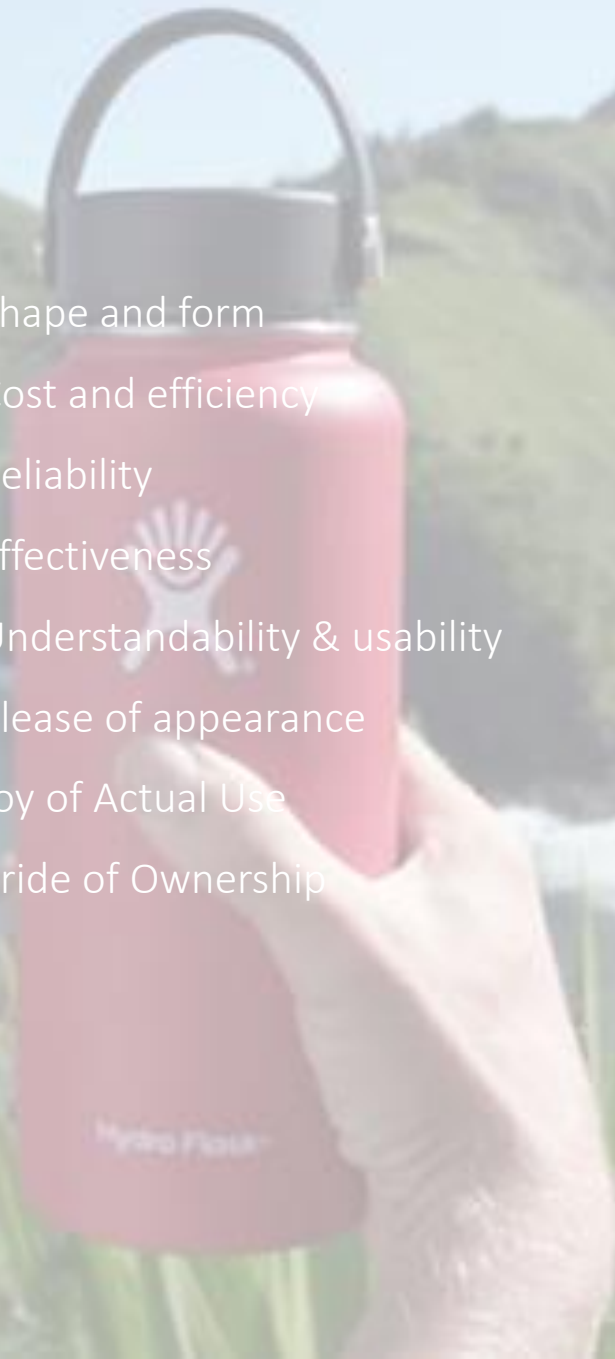 hape and form
ost and efficiency
eliability
ffectiveness
Understandability & usability
lease of appearance
oy of Actual Use
ride of Ownership
Hydro Flask